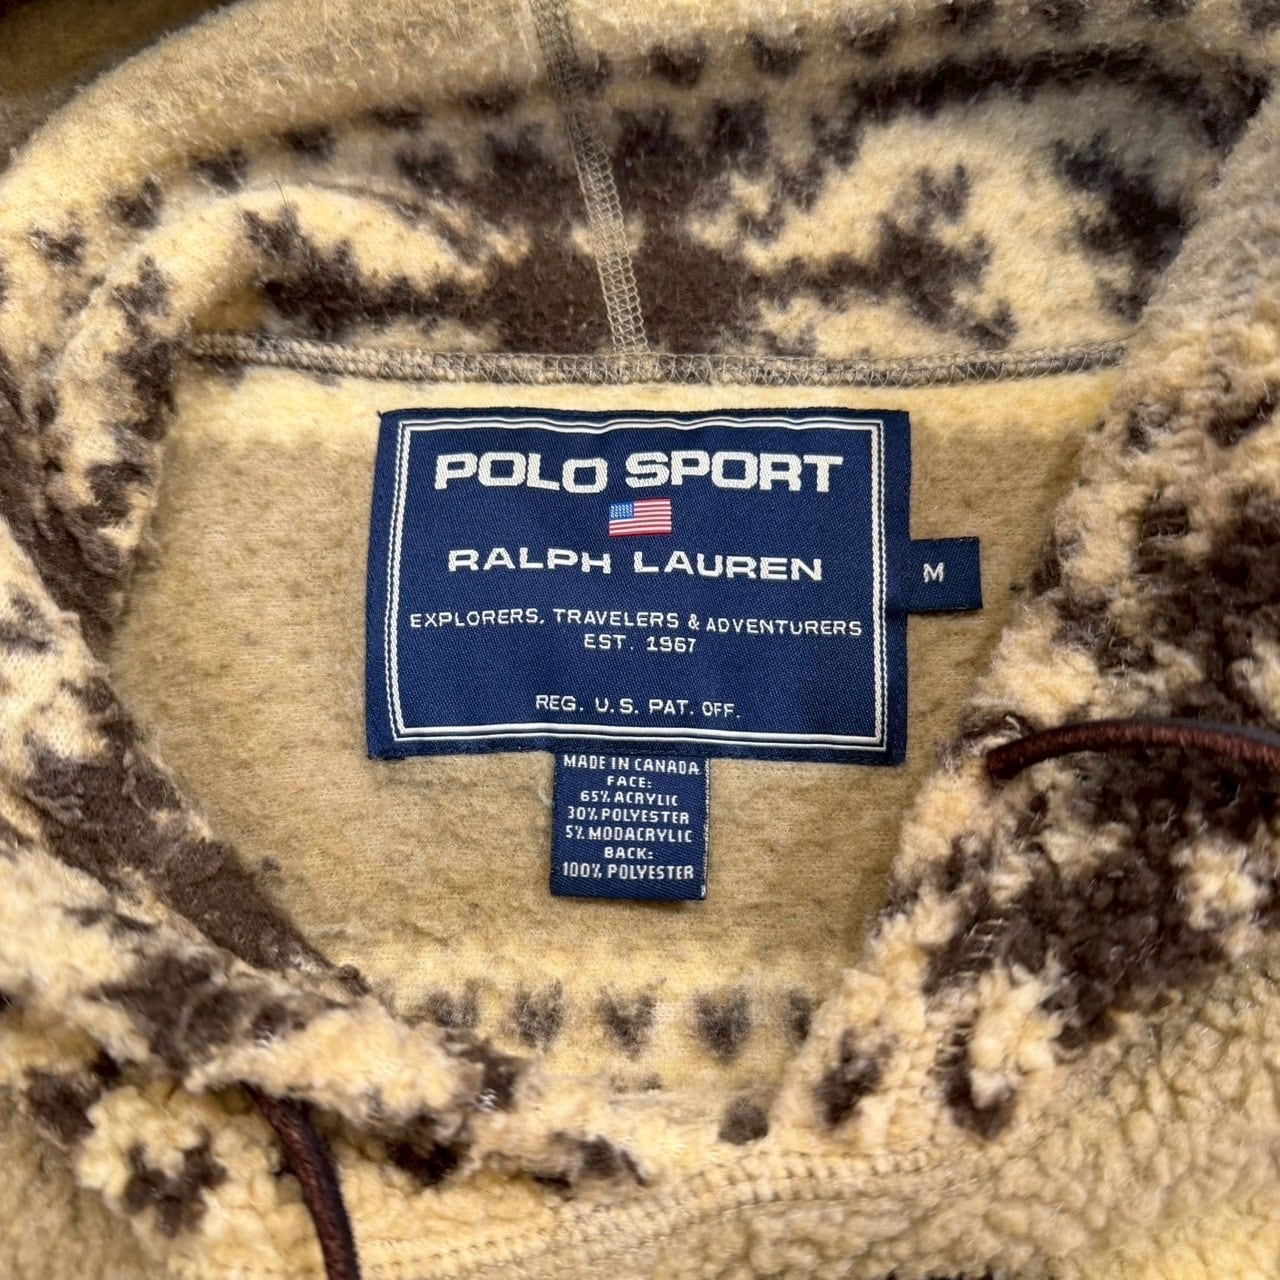 POLO SPORT
RALPH LAUREN
EXPLORERS, TRAVELERS & ADVENTURERS
EST. 1967
REG. U.S. PAT. OFF.
M
MADE IN CANADA
FACE:
65% ACRYLIC
30% POLYESTER
5% MODACRYLIC
BACK:
100% POLYESTER